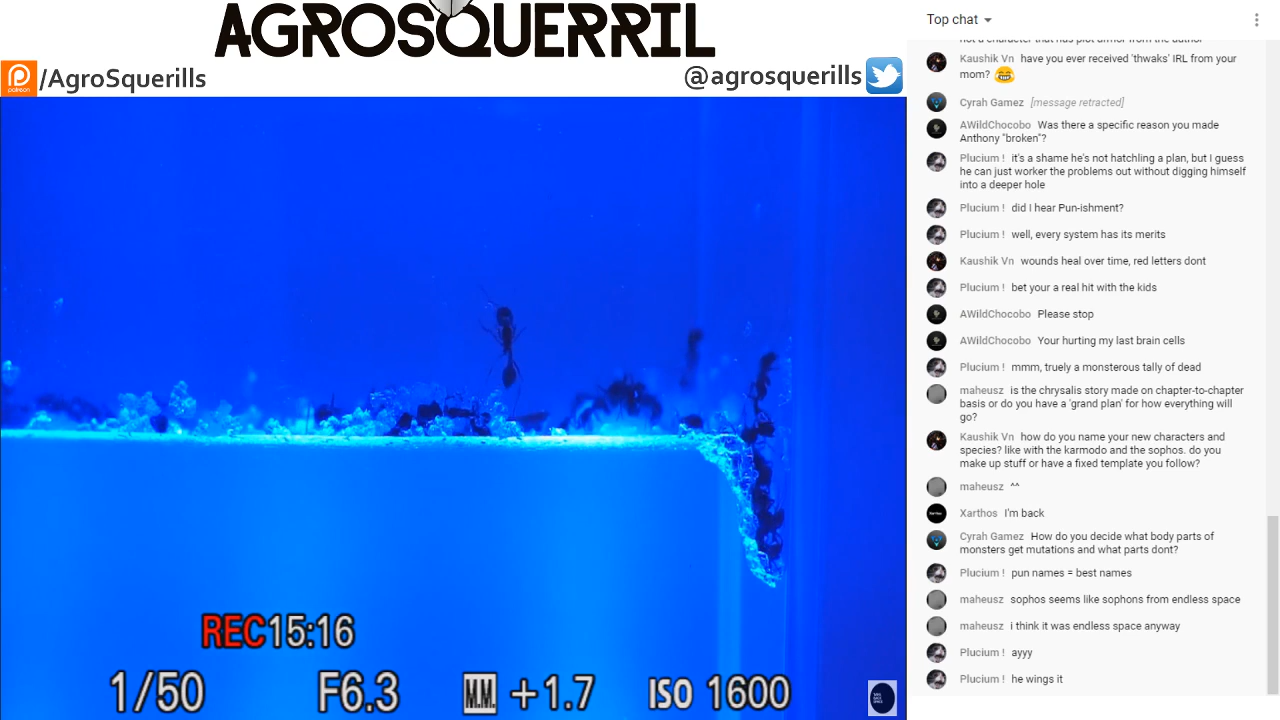 AGROSQUERRIL
/AgroSquerills
@agrosquerills
patreon
REC15:16
1/50 F6.3 M.M. +1.7 ISO 1600
Top chat
not a character that has plot armor from the author
Kaushik Vn have you ever received 'thwaks' IRL from your
mom? 😂
Cyrah Gamez [message retracted]
AWildChocobo Was there a specific reason you made
Anthony "broken"?
Plucium ! it's a shame he's not hatchling a plan, but I guess
he can just worker the problems out without digging himself
into a deeper hole
Plucium ! did I hear Pun-ishment?
Plucium ! well, every system has its merits
Kaushik Vn wounds heal over time, red letters dont
Plucium ! bet your a real hit with the kids
AWildChocobo Please stop
AWildChocobo Your hurting my last brain cells
Plucium ! mmm, truely a monsterous tally of dead
maheusz is the chrysalis story made on chapter-to-chapter
basis or do you have a 'grand plan' for how everything will
go?
Kaushik Vn how do you name your new characters and
species? like with the karmodo and the sophos. do you
make up stuff or have a fixed template you follow?
maheusz ^^
Xarthos I'm back
Cyrah Gamez How do you decide what body parts of
monsters get mutations and what parts dont?
Plucium ! pun names = best names
maheusz sophos seems like sophons from endless space
maheusz i think it was endless space anyway
Plucium ! ayyy
Plucium ! he wings it